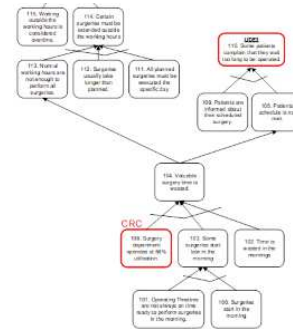 115. Working
outside the
working hours is
considered
overtime.
114. Certain
surgeries must be
extended outside
the working hours
UDE1
110. Some patients
complain that they wait
too long to be operated.
113. Normal
working hours are
not enough to
perform all
surgeries.
112. Surgeries
usually take
longer than
planned.
111. All planned
surgeries must be
executed the
specific day.
109. Patients are
informed about
their scheduled
surgery.
schedule is no
104. Valuable
surgery time is
wasted.
CRC
Surgery
department
operates at 66%
utilization.
103. Some
surgeries start
late in the
morning.
102. Time is
wasted in the
mornings
101. Operating Theatres
are not always on time
ready to perform surgeries
in the morning.
100. Surgeries
start in the
morning.